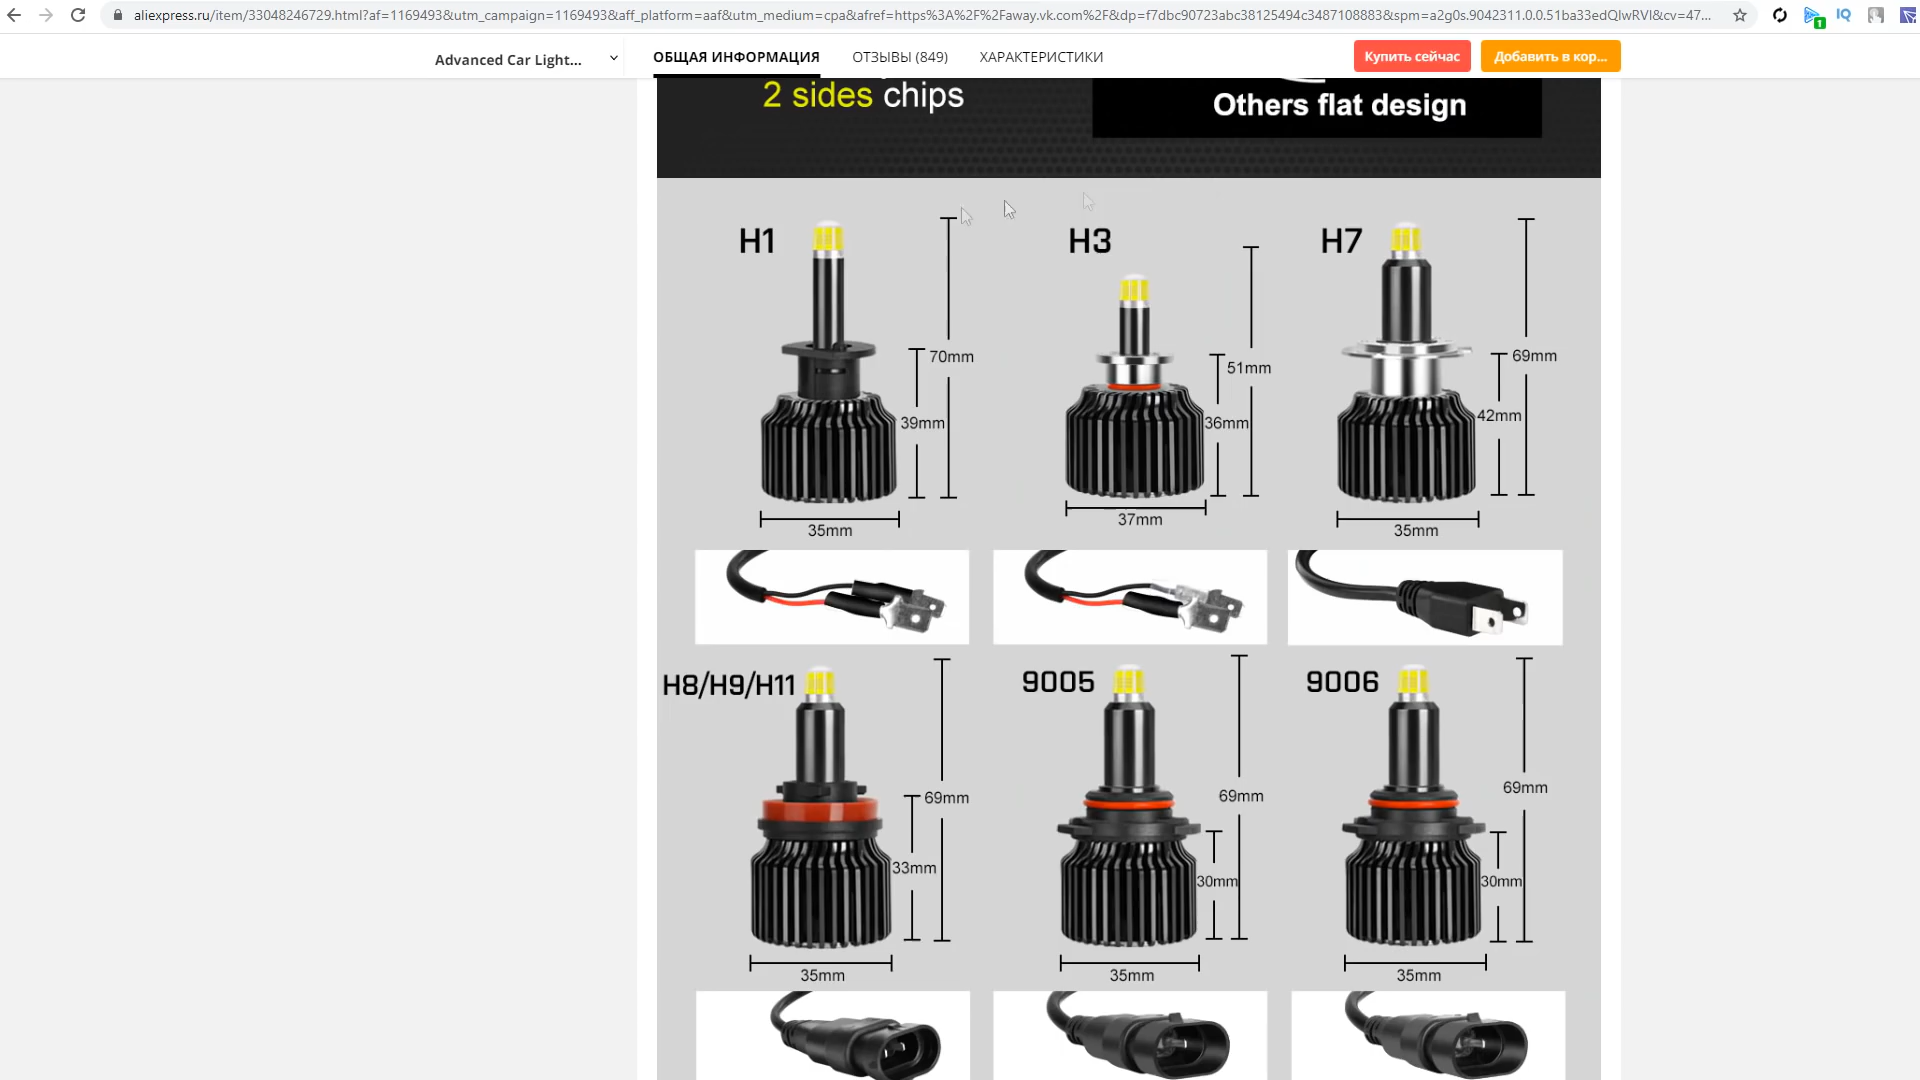 aliexpress.ru/item/33048246729.html?af=1169493&utm_campaign=1169493&aff_platform=aaf&utm_medium=cpa&afref=https%3A%2F%2Faway.vk.com%2F&dp=f7dbc90723abc38125494c3487108883&spm=a2g0s.9042311.0.0.51ba33edQIwRVl&cv=47...
1
IQ
Advanced Car Light...
ОБЩАЯ ИНФОРМАЦИЯ
ОТЗЫВЫ (849)
ХАРАКТЕРИСТИКИ
Купить сейчас
Добавить в кор...
2 sides chips
Others flat design
H1
70mm
39mm
35mm
H3
51mm
36mm
37mm
H7
69mm
42mm
35mm
H8/H9/H11
69mm
33mm
35mm
9005
69mm
30mm
35mm
9006
69mm
30mm
35mm